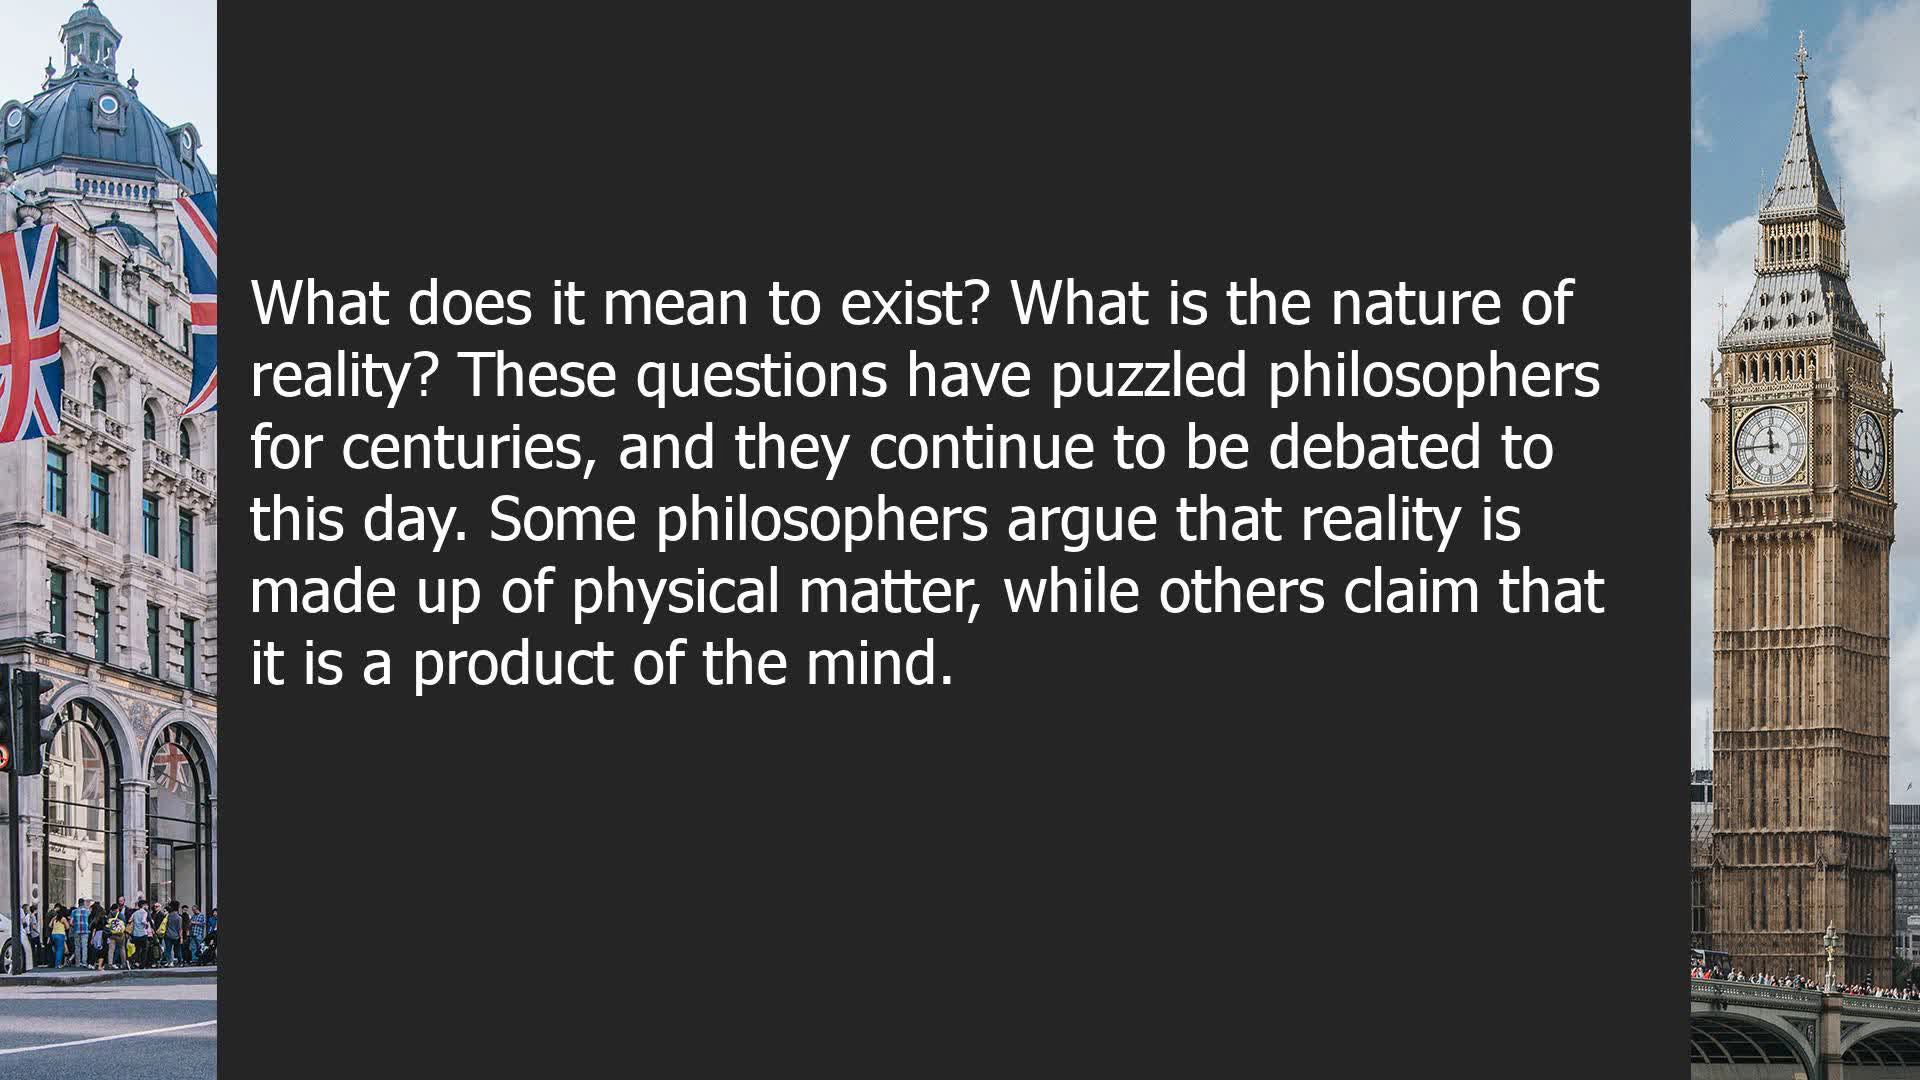 What does it mean to exist? What is the nature of
reality? These questions have puzzled philosophers
for centuries, and they continue to be debated to
this day. Some philosophers argue that reality is
made up of physical matter, while others claim that
it is a product of the mind.